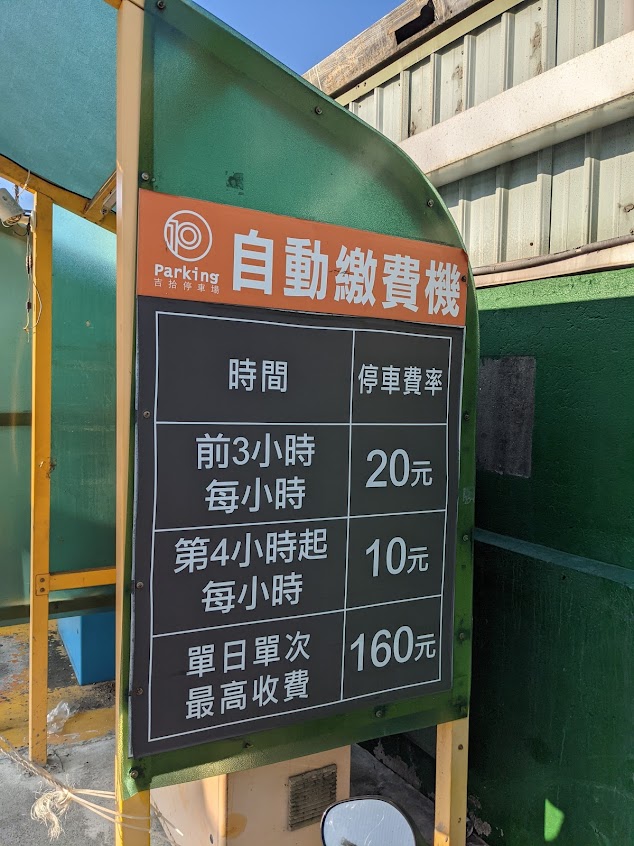 10
Parking
吉拾停車場
自動繳費機
時間
停車費率
前3小時
每小時
20元
第4小時起
每小時
10元
單日單次
最高收費
160元